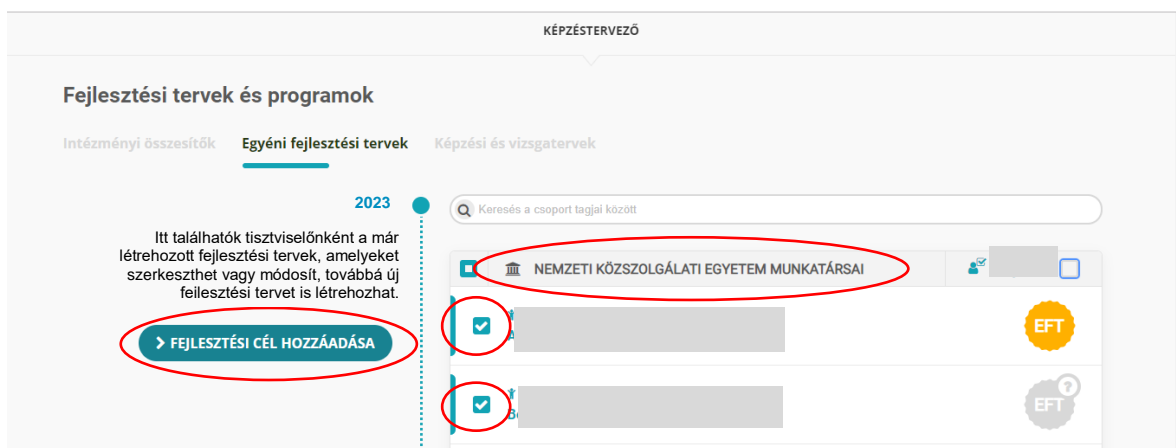 KÉPZÉSTERVEZŐ
Fejlesztési tervek és programok
Intézményi összesítők Egyéni fejlesztési tervek Képzési és vizsgatervek
2023
Keresés a csoport tagjai között
Itt találhatók tisztviselőnként a már
létrehozott fejlesztési tervek, amelyeket
szerkeszthet vagy módosít, továbbá új
fejlesztési tervet is létrehozhat.
FEJLESZTÉSI CÉL HOZZÁADÁSA
NEMZETI KÖZSZOLGÁLATI EGYETEM MUNKATÁRSAI
EFT
EFT
?